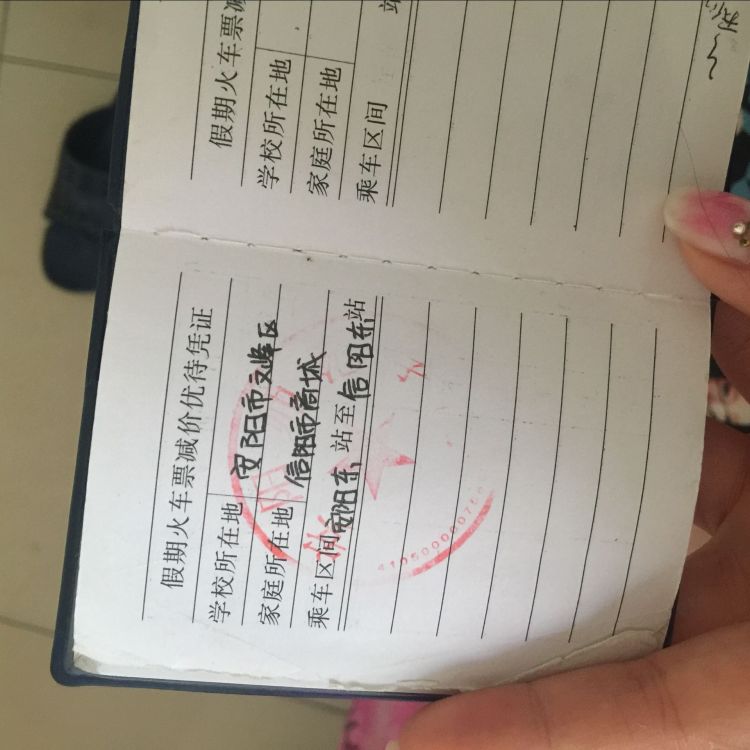 假期火车票减
学校所在地
家庭所在地
乘车区间 站
假期火车票减价优待凭证
学校所在地 安阳市文峰区
家庭所在地 信阳市商城
乘车区间 安阳东 站至 信阳东 站